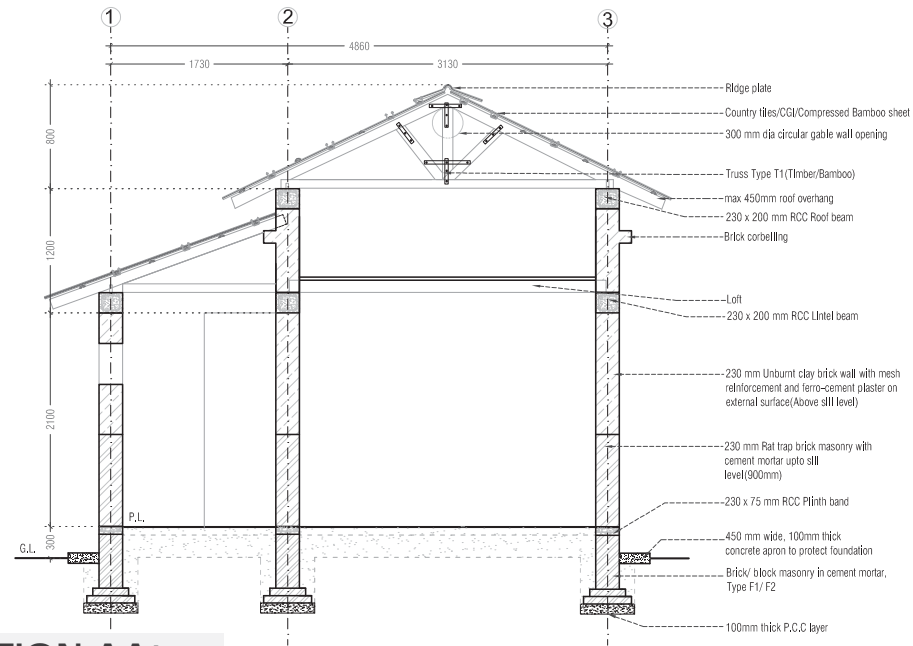 1
2
3
4860
1730
3130
800
1200
2100
300
Ridge plate
Country tiles/CGI/Compressed Bamboo sheet
300 mm dia circular gable wall opening
Truss Type T1(Timber/Bamboo)
max 450mm roof overhang
230 x 200 mm RCC Roof beam
Brick corbelling
Loft
230 x 200 mm RCC Lintel beam
230 mm Unburnt clay brick wall with mesh
reinforcement and ferro-cement plaster on
external surface(Above sill level)
230 mm Rat trap brick masonry with
cement mortar upto sill
level(900mm)
230 x 75 mm RCC Plinth band
450 mm wide, 100mm thick
concrete apron to protect foundation
Brick/ block masonry in cement mortar,
Type F1/ F2
100mm thick P.C.C layer
P.L.
G.L.